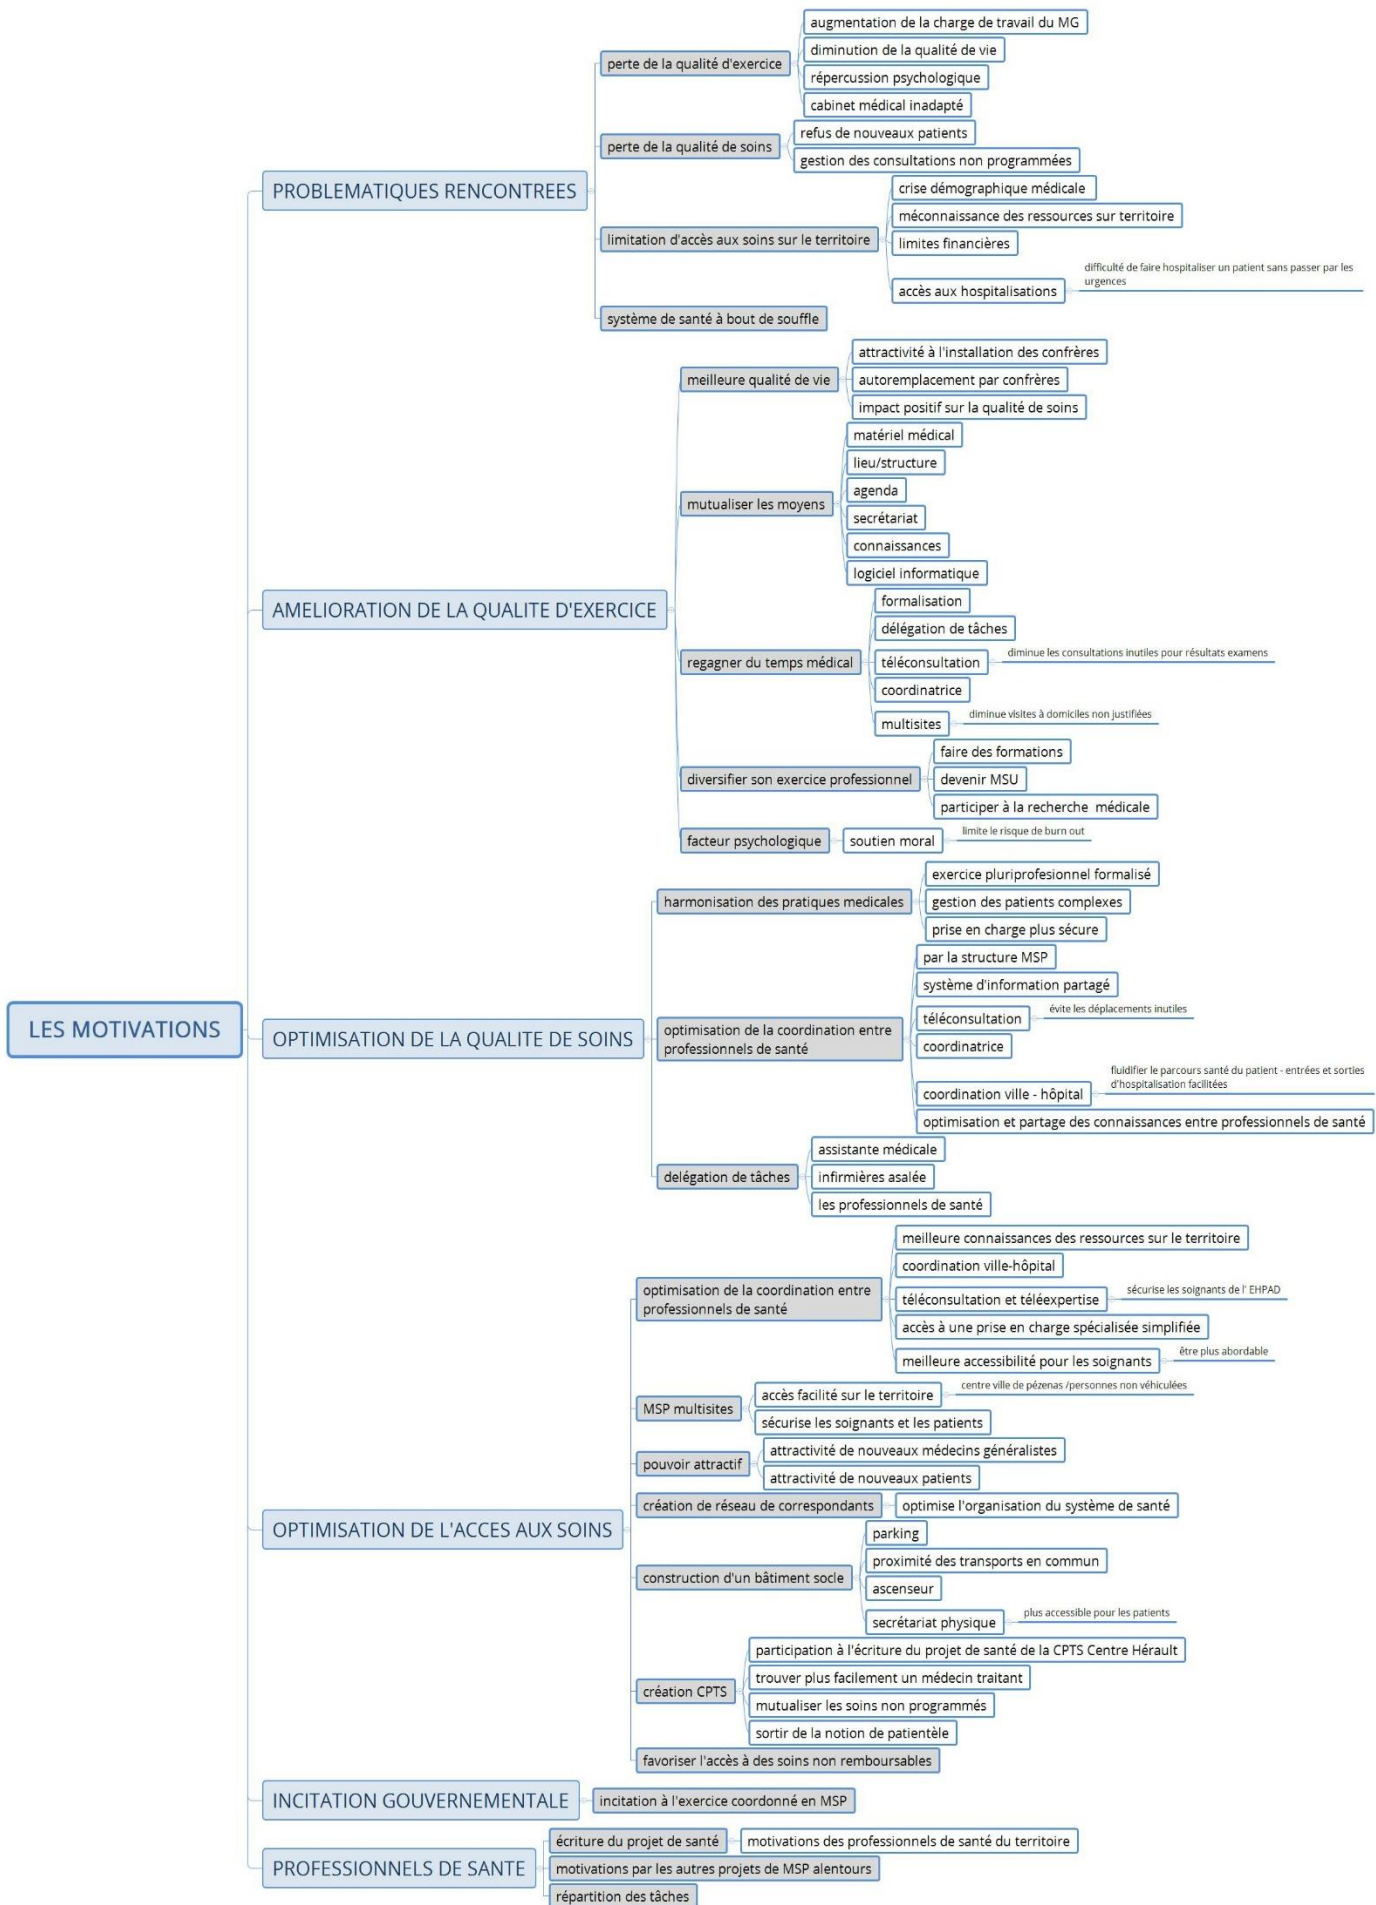 LES MOTIVATIONS
PROBLEMATIQUES RENCONTREES
perte de la qualité d'exercice
augmentation de la charge de travail du MG
diminution de la qualité de vie
répercussion psychologique
cabinet médical inadapté
perte de la qualité de soins
refus de nouveaux patients
gestion des consultations non programmées
limitation d'accès aux soins sur le territoire
crise démographique médicale
méconnaissance des ressources sur territoire
limites financières
accès aux hospitalisations
difficulté de faire hospitaliser un patient sans passer par les
urgences
système de santé à bout de souffle
AMELIORATION DE LA QUALITE D'EXERCICE
meilleure qualité de vie
attractivité à l'installation des confrères
autoremplacement par confrères
impact positif sur la qualité de soins
mutualiser les moyens
matériel médical
lieu/structure
agenda
secrétariat
connaissances
logiciel informatique
regagner du temps médical
formalisation
délégation de tâches
téléconsultation
diminue les consultations inutiles pour résultats examens
coordinatrice
multisites
diminue visites à domiciles non justifiées
diversifier son exercice professionnel
faire des formations
devenir MSU
participer à la recherche  médicale
facteur psychologique
soutien moral
limite le risque de burn out
OPTIMISATION DE LA QUALITE DE SOINS
harmonisation des pratiques medicales
exercice pluriprofesionnel formalisé
gestion des patients complexes
prise en charge plus sécure
optimisation de la coordination entre
professionnels de santé
par la structure MSP
système d'information partagé
téléconsultation
évite les déplacements inutiles
coordinatrice
coordination ville - hôpital
fluidifier le parcours santé du patient - entrées et sorties
d'hospitalisation facilitées
optimisation et partage des connaissances entre professionnels de santé
delégation de tâches
assistante médicale
infirmières asalée
les professionnels de santé
OPTIMISATION DE L'ACCES AUX SOINS
optimisation de la coordination entre
professionnels de santé
meilleure connaissances des ressources sur le territoire
coordination ville-hôpital
téléconsultation et téléexpertise
sécurise les soignants de l' EHPAD
accès à une prise en charge spécialisée simplifiée
meilleure accessibilité pour les soignants
être plus abordable
MSP multisites
accès facilité sur le territoire
centre ville de pézenas /personnes non véhiculées
sécurise les soignants et les patients
pouvoir attractif
attractivité de nouveaux médecins généralistes
attractivité de nouveaux patients
création de réseau de correspondants
optimise l'organisation du système de santé
construction d'un bâtiment socle
parking
proximité des transports en commun
ascenseur
secrétariat physique
plus accessible pour les patients
création CPTS
participation à l'écriture du projet de santé de la CPTS Centre Hérault
trouver plus facilement un médecin traitant
mutualiser les soins non programmés
sortir de la notion de patientèle
favoriser l'accès à des soins non remboursables
INCITATION GOUVERNEMENTALE
incitation à l'exercice coordonné en MSP
PROFESSIONNELS DE SANTE
écriture du projet de santé
motivations des professionnels de santé du territoire
motivations par les autres projets de MSP alentours
répartition des tâches